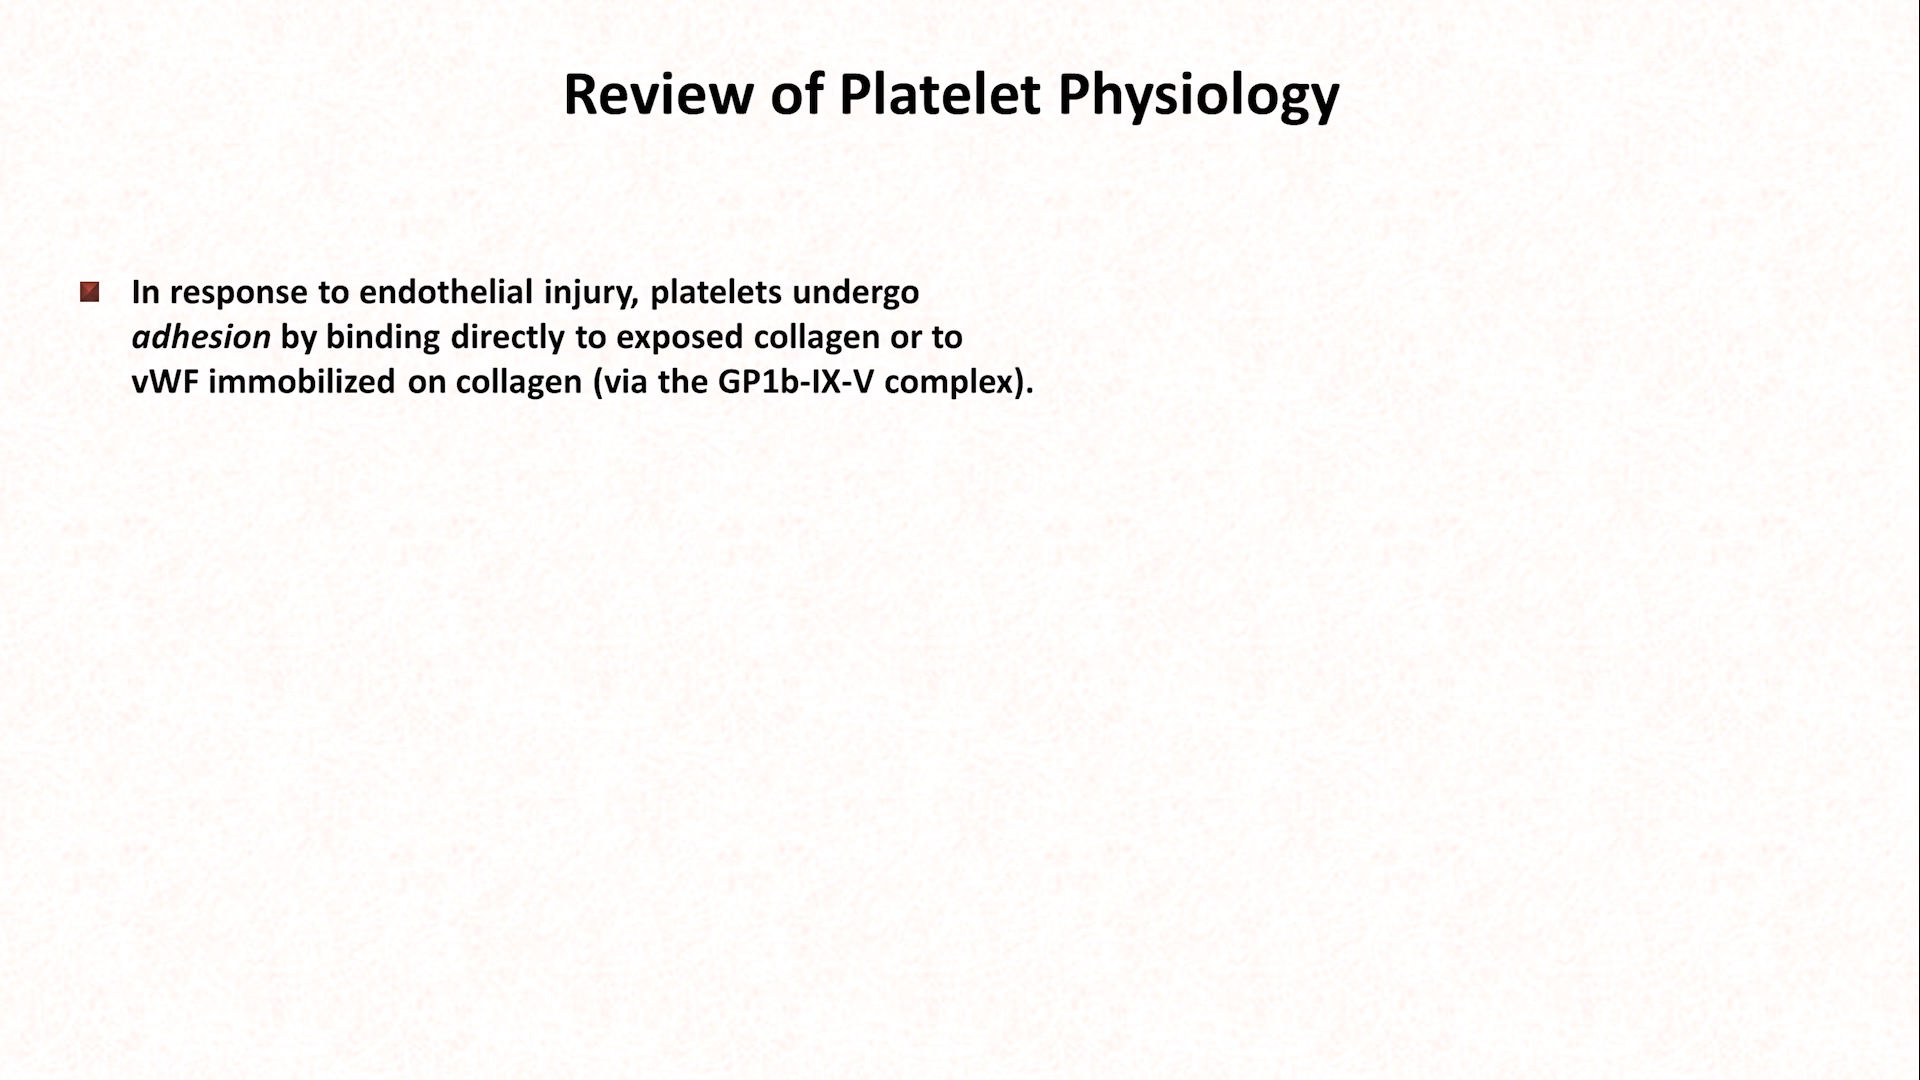 Review of Platelet Physiology
In response to endothelial injury, platelets undergo
adhesion by binding directly to exposed collagen or to
vWF immobilized on collagen (via the GP1b-IX-V complex).